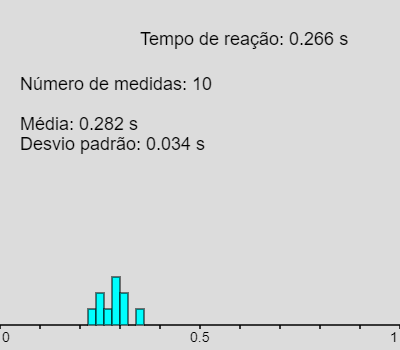 Tempo de reação: 0.266 s
Número de medidas: 10
Média: 0.282 s
Desvio padrão: 0.034 s
0 0.5 1